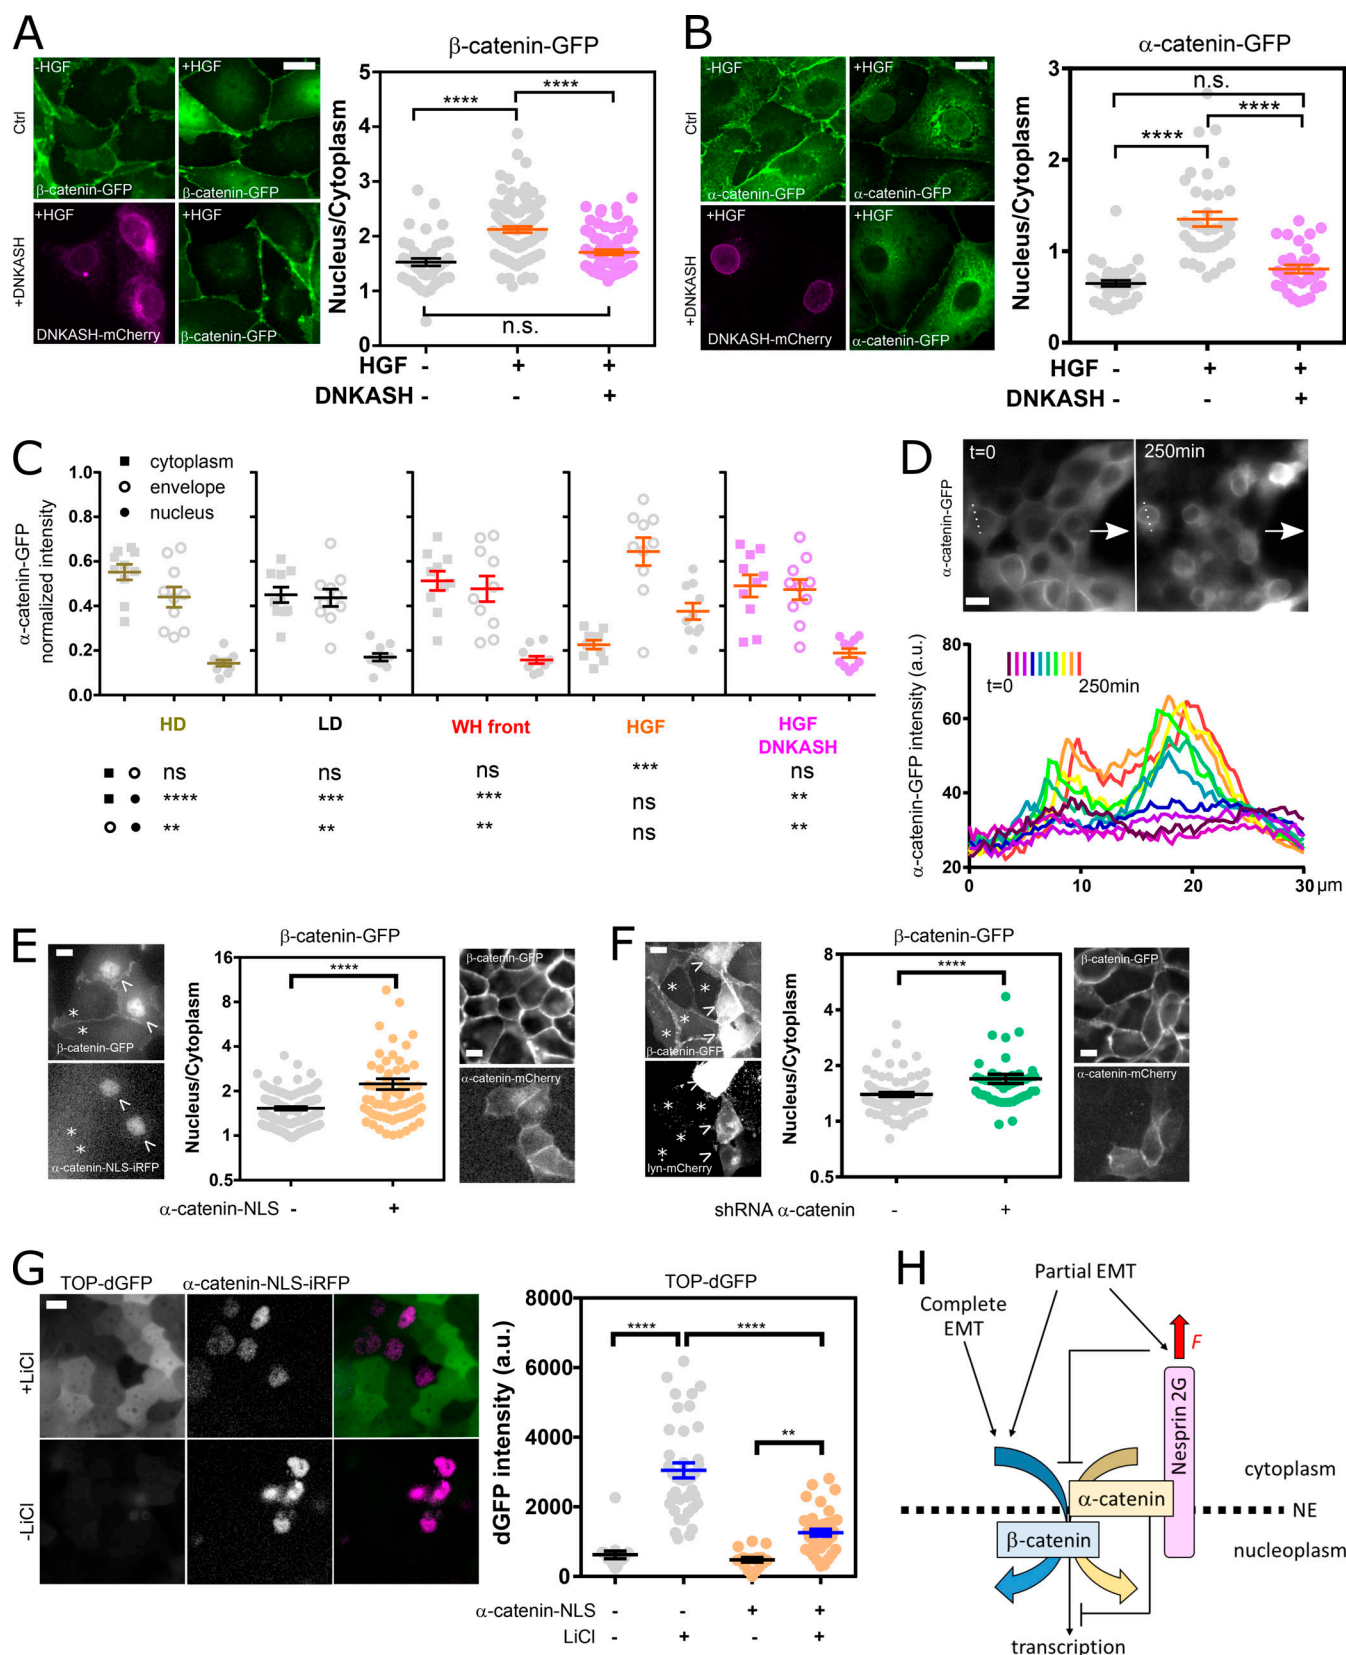 A
β-catenin-GFP
Ctrl
-HGF
+HGF
β-catenin-GFP
β-catenin-GFP
+DNKASH
+HGF
+HGF
DNKASH-mCherry
β-catenin-GFP
Nucleus/Cytoplasm
5
4
3
2
1
0
****
****
n.s.
HGF - + +
DNKASH - - +
B
α-catenin-GFP
Ctrl
-HGF
+HGF
α-catenin-GFP
α-catenin-GFP
+DNKASH
+HGF
+HGF
DNKASH-mCherry
α-catenin-GFP
Nucleus/Cytoplasm
3
2
1
0
n.s.
****
****
HGF - + +
DNKASH - - +
C
cytoplasm
envelope
nucleus
α-catenin-GFP
normalized intensity
1.0
0.8
0.6
0.4
0.2
0.0
HD LD WH front HGF HGF
DNKASH
ns ns ns *** ns
**** *** *** ns **
** ** ** ns **
D
t=0
250min
α-catenin-GFP
α-catenin-GFP intensity (a.u.)
80
60
40
20
t=0 250min
0 10 20 30 µm
E
β-catenin-GFP
β-catenin-GFP
* *
α-catenin-NLS-iRFP
* *
Nucleus/Cytoplasm
16
8
4
2
1
0.5
****
α-catenin-NLS - +
β-catenin-GFP
α-catenin-mCherry
F
β-catenin-GFP
β-catenin-GFP
lyn-mCherry
Nucleus/Cytoplasm
8
4
2
1
0.5
****
shRNA α-catenin - +
β-catenin-GFP
α-catenin-mCherry
G
TOP-dGFP α-catenin-NLS-iRFP
+LiCl
-LiCl
TOP-dGFP
dGFP intensity (a.u.)
8000
6000
4000
2000
0
**** ****
**
α-catenin-NLS - - + +
LiCl - + - +
H
Partial EMT
Complete
EMT
F
Nesprin 2G
cytoplasm
α-catenin
NE
β-catenin
nucleoplasm
transcription